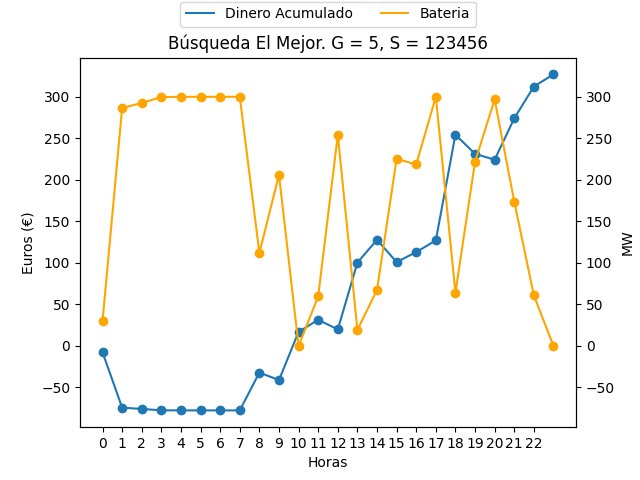 Dinero Acumulado Bateria
Búsqueda El Mejor. G = 5, S = 123456
300 300
250 250
200 200
150 150
100 100
50 50
0 0
−50 −50
Euros (€)
MW
0 1 2 3 4 5 6 7 8 9 10 11 12 13 14 15 16 17 18 19 20 21 22
Horas